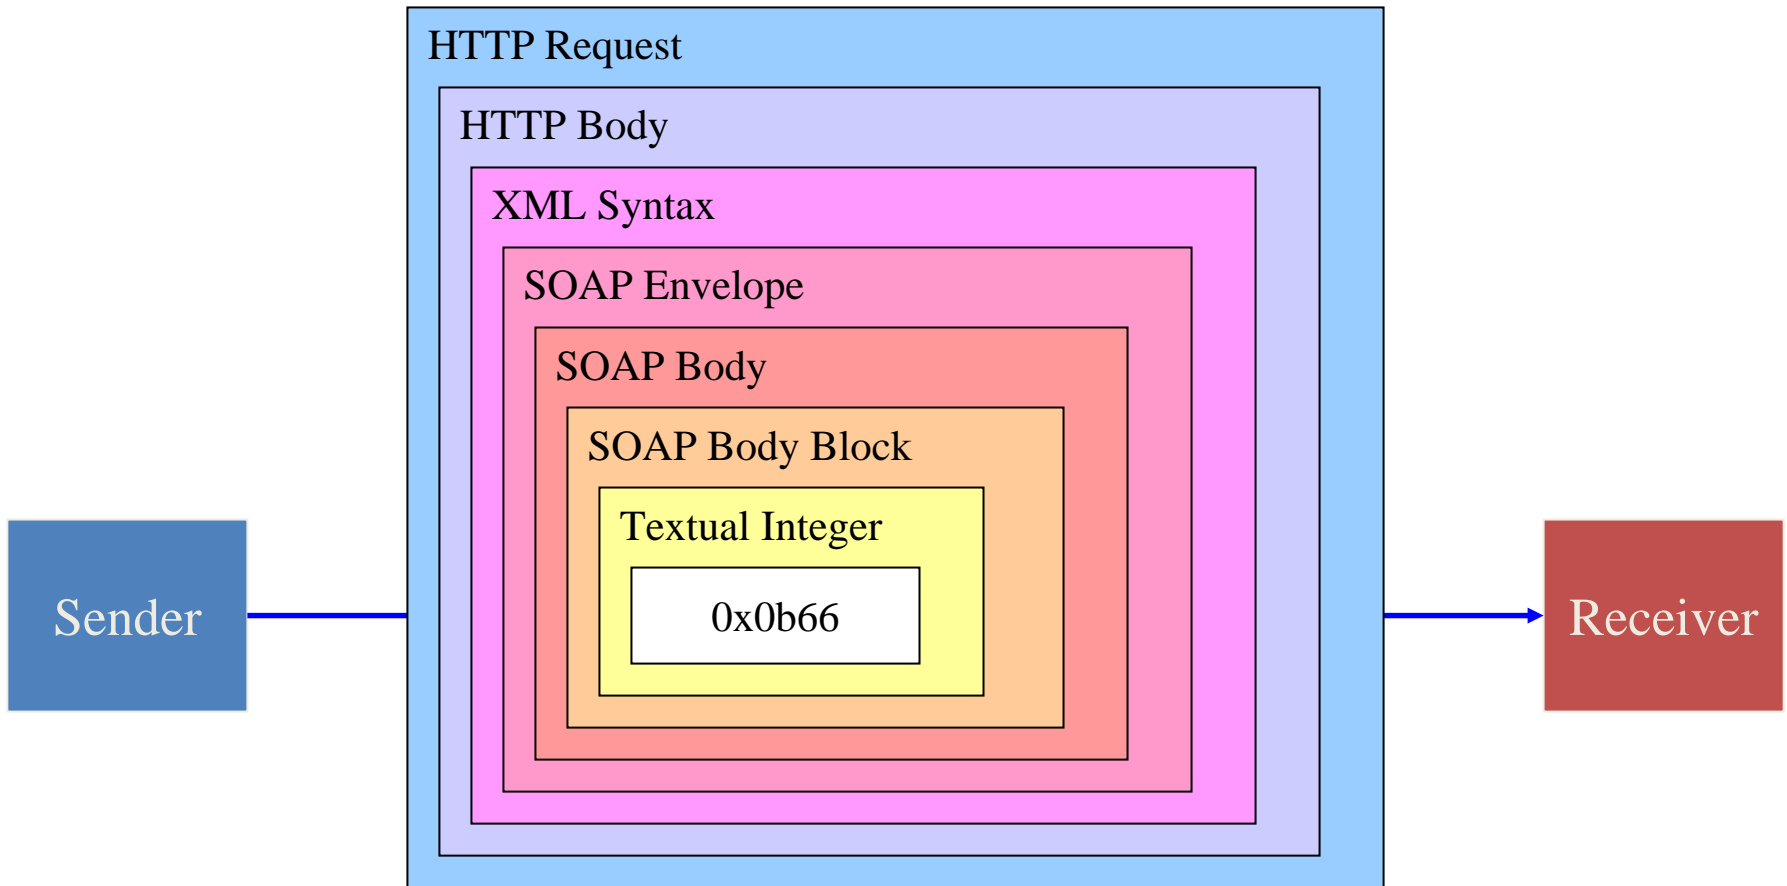 HTTP Request
HTTP Body
XML Syntax
SOAP Envelope
SOAP Body
SOAP Body Block
Textual Integer
0x0b66
Sender
Receiver